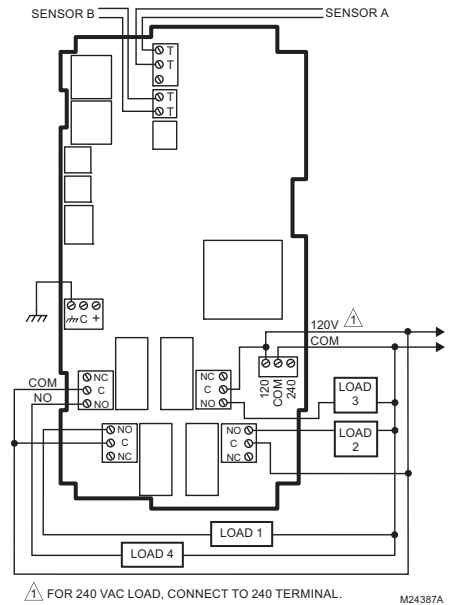 SENSOR B
SENSOR A
T
T
T
T
C +
120V 1
COM
NC
C
NO
NC
C
NO
120
COM
240
COM
NO
LOAD 3
NO
C
NC
NO
C
NC
LOAD 2
LOAD 1
LOAD 4
1 FOR 240 VAC LOAD, CONNECT TO 240 TERMINAL.
M24387A